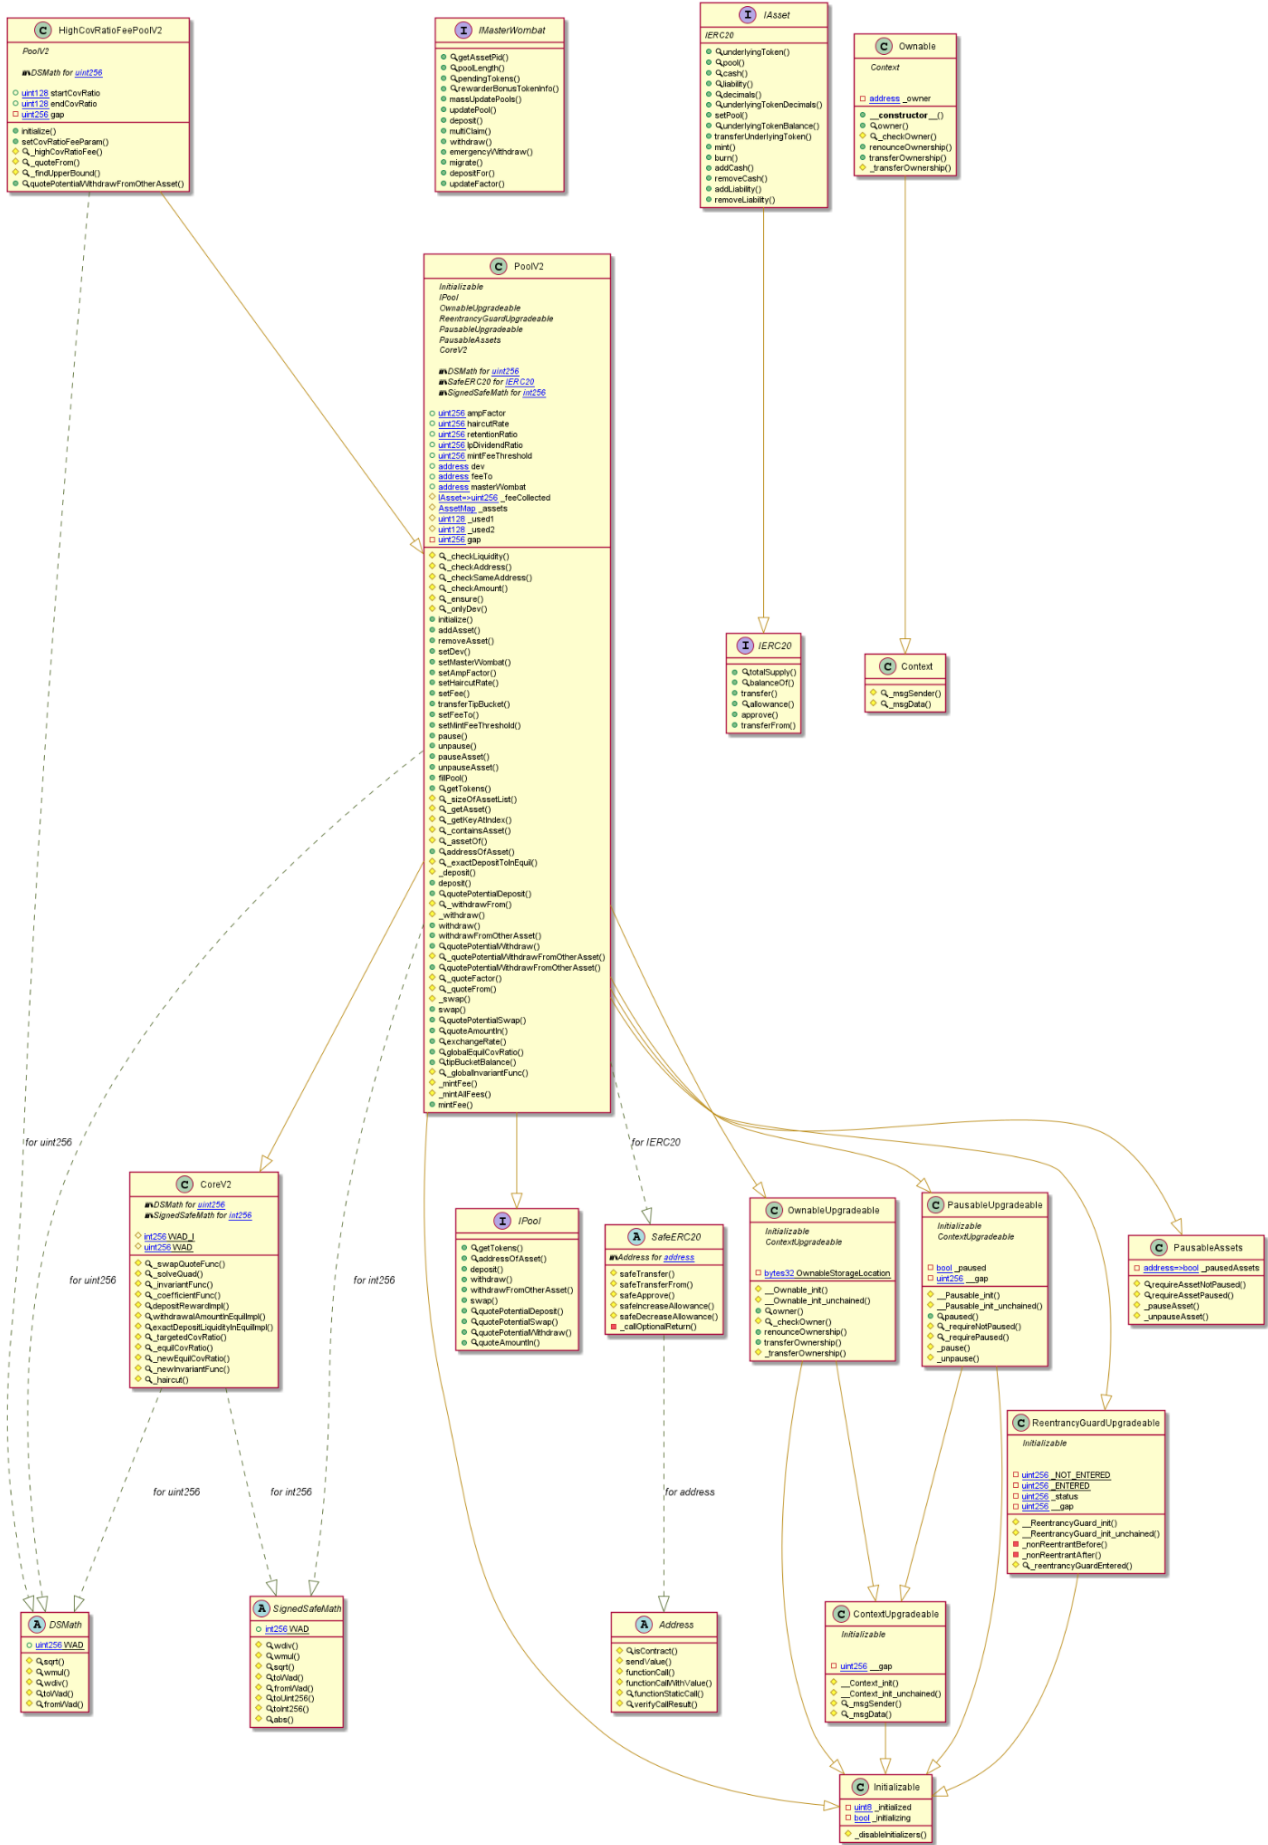 C HighCovRatioFeePoolV2
PoolV2
DSMath for uint256
uint128 startCovRatio
uint128 endCovRatio
uint256 gap
initialize()
setCovRatioFeeParam()
_highCovRatioFee()
_quoteFrom()
_findUpperBound()
quotePotentialWithdrawFromOtherAsset()
I IMasterWombat
getAssetPid()
poolLength()
pendingTokens()
rewarderBonusTokenInfo()
massUpdatePools()
updatePool()
deposit()
multiClaim()
withdraw()
emergencyWithdraw()
migrate()
depositFor()
updateFactor()
I IAsset
IERC20
underlyingToken()
pool()
cash()
liability()
decimals()
underlyingTokenDecimals()
setPool()
underlyingTokenBalance()
transferUnderlyingToken()
mint()
burn()
addCash()
removeCash()
addLiability()
removeLiability()
C Ownable
Context
address _owner
__constructor__()
owner()
_checkOwner()
renounceOwnership()
transferOwnership()
_transferOwnership()
C PoolV2
Initializable
IPool
OwnableUpgradeable
ReentrancyGuardUpgradeable
PausableUpgradeable
PausableAssets
CoreV2
DSMath for uint256
SafeERC20 for IERC20
SignedSafeMath for int256
uint256 ampFactor
uint256 haircutRate
uint256 retentionRatio
uint256 lpDividendRatio
uint256 mintFeeThreshold
address dev
address feeTo
address masterWombat
IAsset=>uint256 _feeCollected
AssetMap _assets
uint128 _used1
uint128 _used2
uint256 gap
_checkLiquidity()
_checkAddress()
_checkSameAddress()
_checkAmount()
_ensure()
_onlyDev()
initialize()
addAsset()
removeAsset()
setDev()
setMasterWombat()
setAmpFactor()
setHaircutRate()
setFee()
transferTipBucket()
setFeeTo()
setMintFeeThreshold()
pause()
unpause()
pauseAsset()
unpauseAsset()
fillPool()
getTokens()
_sizeOfAssetList()
_getAsset()
_getKeyAtIndex()
_containsAsset()
_assetOf()
addressOfAsset()
_exactDepositToInEquil()
_deposit()
deposit()
quotePotentialDeposit()
_withdrawFrom()
_withdraw()
withdraw()
withdrawFromOtherAsset()
quotePotentialWithdraw()
_quotePotentialWithdrawFromOtherAsset()
quotePotentialWithdrawFromOtherAsset()
_quoteFactor()
_quoteFrom()
_swap()
swap()
quotePotentialSwap()
quoteAmountIn()
exchangeRate()
globalEquilCovRatio()
tipBucketBalance()
_globalInvariantFunc()
_mintFee()
_mintAllFees()
mintFee()
I IERC20
totalSupply()
balanceOf()
transfer()
allowance()
approve()
transferFrom()
C Context
_msgSender()
_msgData()
for uint256
for IERC20
C CoreV2
DSMath for uint256
SignedSafeMath for int256
int256 WAD_I
uint256 WAD
_swapQuoteFunc()
_solveQuad()
_invariantFunc()
_coefficientFunc()
depositRewardImpl()
withdrawalAmountInEquilImpl()
exactDepositLiquidityInEquilImpl()
_targetedCovRatio()
_equilCovRatio()
_newEquilCovRatio()
_newInvariantFunc()
_haircut()
for uint256
for int256
I IPool
getTokens()
addressOfAsset()
deposit()
withdraw()
withdrawFromOtherAsset()
swap()
quotePotentialDeposit()
quotePotentialSwap()
quotePotentialWithdraw()
quoteAmountIn()
A SafeERC20
Address for address
safeTransfer()
safeTransferFrom()
safeApprove()
safeIncreaseAllowance()
safeDecreaseAllowance()
_callOptionalReturn()
C OwnableUpgradeable
Initializable
ContextUpgradeable
bytes32 OwnableStorageLocation
__Ownable_init()
__Ownable_init_unchained()
owner()
_checkOwner()
renounceOwnership()
transferOwnership()
_transferOwnership()
C PausableUpgradeable
Initializable
ContextUpgradeable
bool _paused
uint256 __gap
__Pausable_init()
__Pausable_init_unchained()
paused()
_requireNotPaused()
_requirePaused()
_pause()
_unpause()
C PausableAssets
address=>bool _pausedAssets
requireAssetNotPaused()
requireAssetPaused()
_pauseAsset()
_unpauseAsset()
C ReentrancyGuardUpgradeable
Initializable
uint256 _NOT_ENTERED
uint256 _ENTERED
uint256 _status
uint256 __gap
__ReentrancyGuard_init()
__ReentrancyGuard_init_unchained()
_nonReentrantBefore()
_nonReentrantAfter()
_reentrancyGuardEntered()
for uint256
for int256
for address
A DSMath
uint256 WAD
sqrt()
wmul()
wdiv()
toWad()
fromWad()
A SignedSafeMath
int256 WAD
wdiv()
wmul()
sqrt()
toWad()
fromWad()
toUint256()
toInt256()
abs()
A Address
isContract()
sendValue()
functionCall()
functionCallWithValue()
functionStaticCall()
verifyCallResult()
C ContextUpgradeable
Initializable
uint256 __gap
__Context_init()
__Context_init_unchained()
_msgSender()
_msgData()
C Initializable
uint8 _initialized
bool _initializing
_disableInitializers()